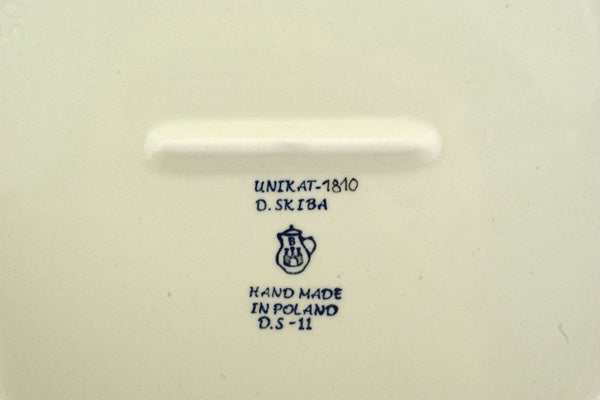 UNIKAT-1810
D. SKIBA
B
HAND MADE
IN POLAND
D.S-11